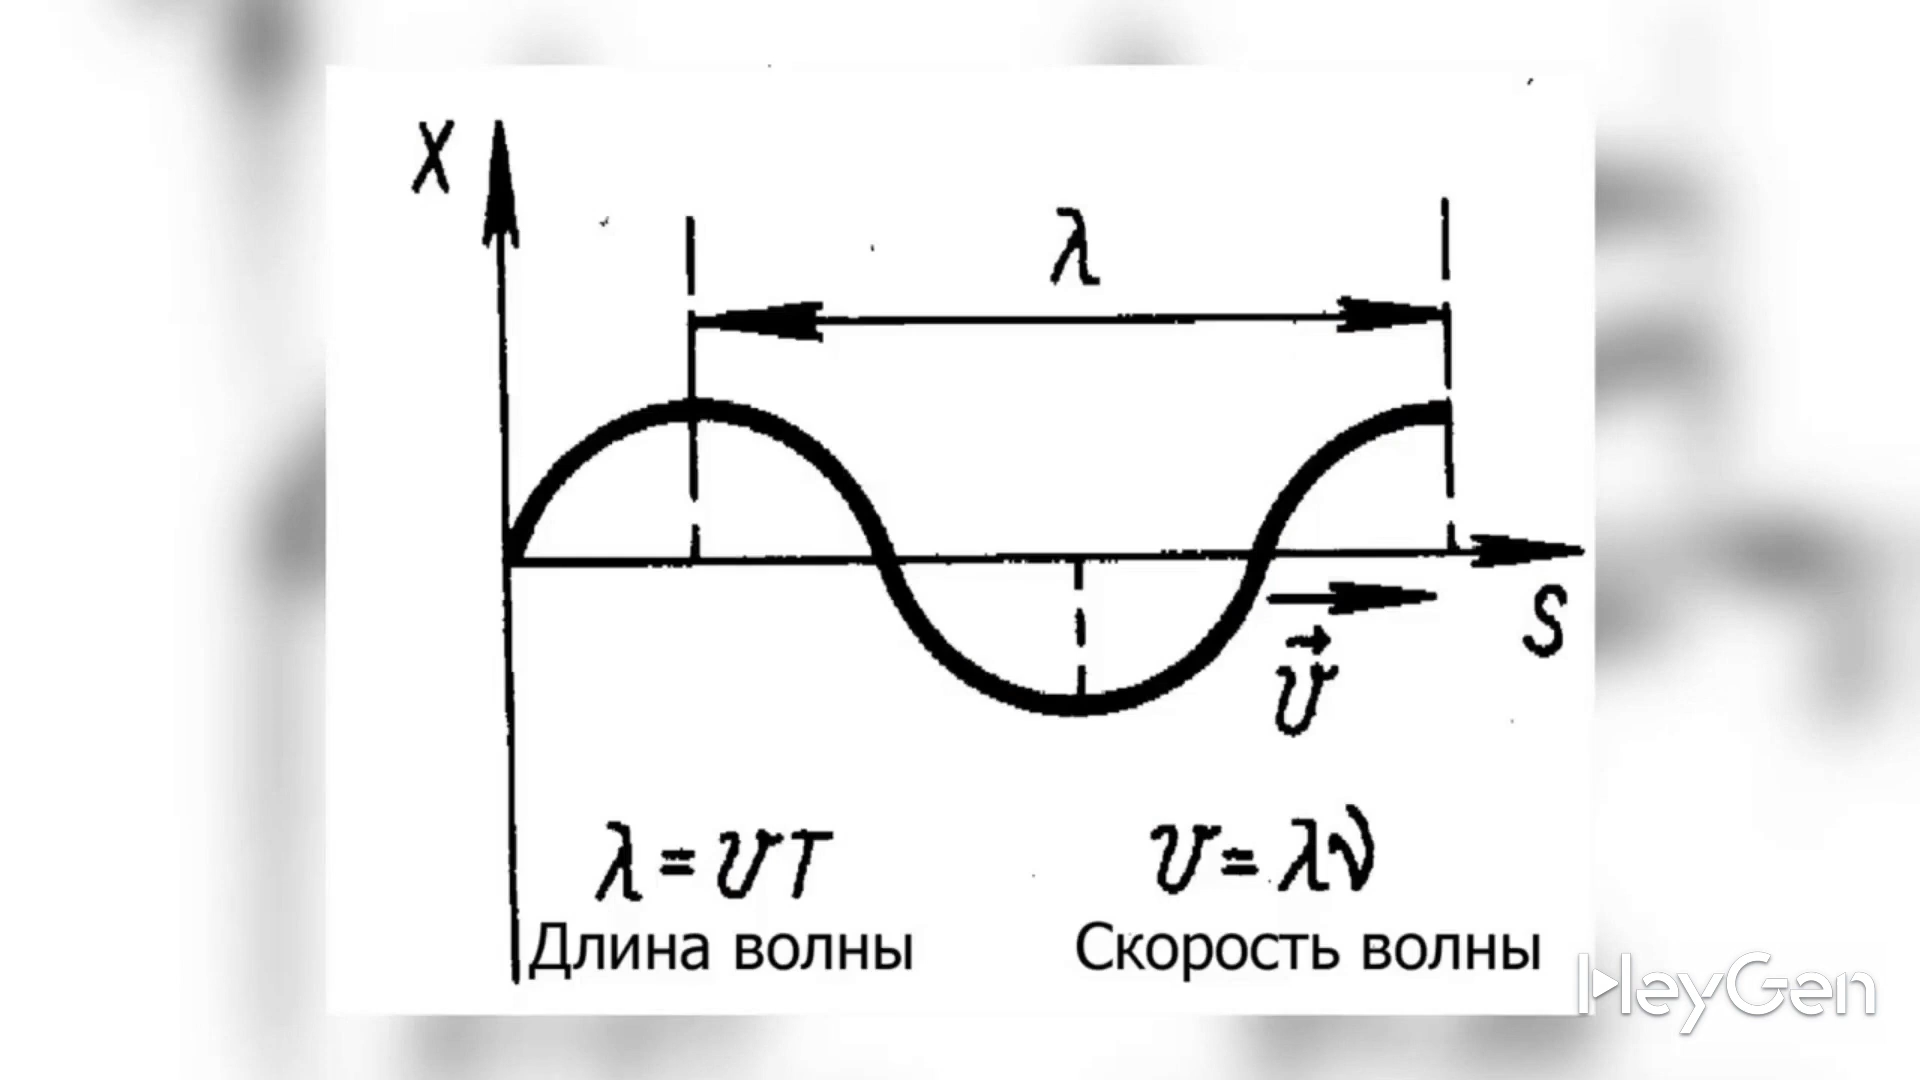 X
λ
S
v⃗
λ = υT
υ = λν
Длина волны
Скорость волны
HeyGen